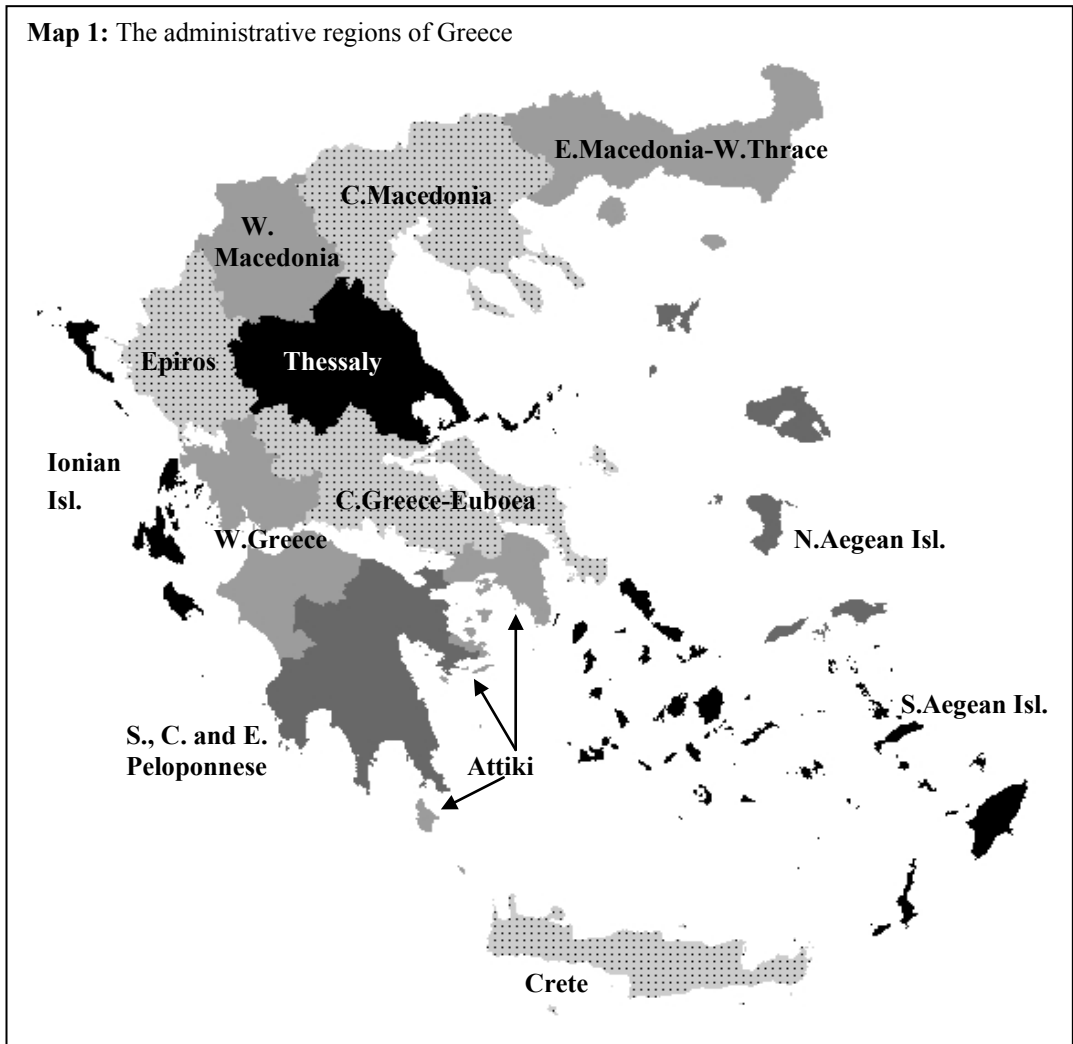 Map 1: The administrative regions of Greece
E.Macedonia-W.Thrace
C.Macedonia
W.
Macedonia
Epiros
Thessaly
Ionian
Isl.
C.Greece-Euboea
W.Greece
N.Aegean Isl.
S.Aegean Isl.
S., C. and E.
Peloponnese
Attiki
Crete